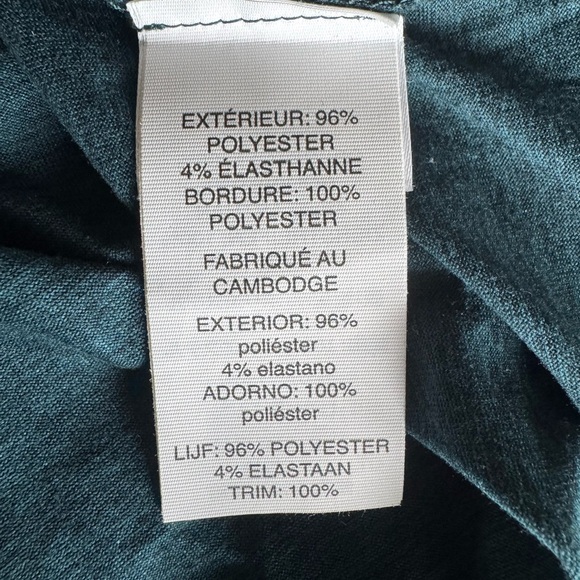 EXTÉRIEUR: 96%
POLYESTER
4% ÉLASTHANNE
BORDURE: 100%
POLYESTER
FABRIQUÉ AU
CAMBODGE
EXTERIOR: 96%
poliéster
4% elastano
ADORNO: 100%
poliéster
LIJF: 96% POLYESTER
4% ELASTAAN
TRIM: 100%